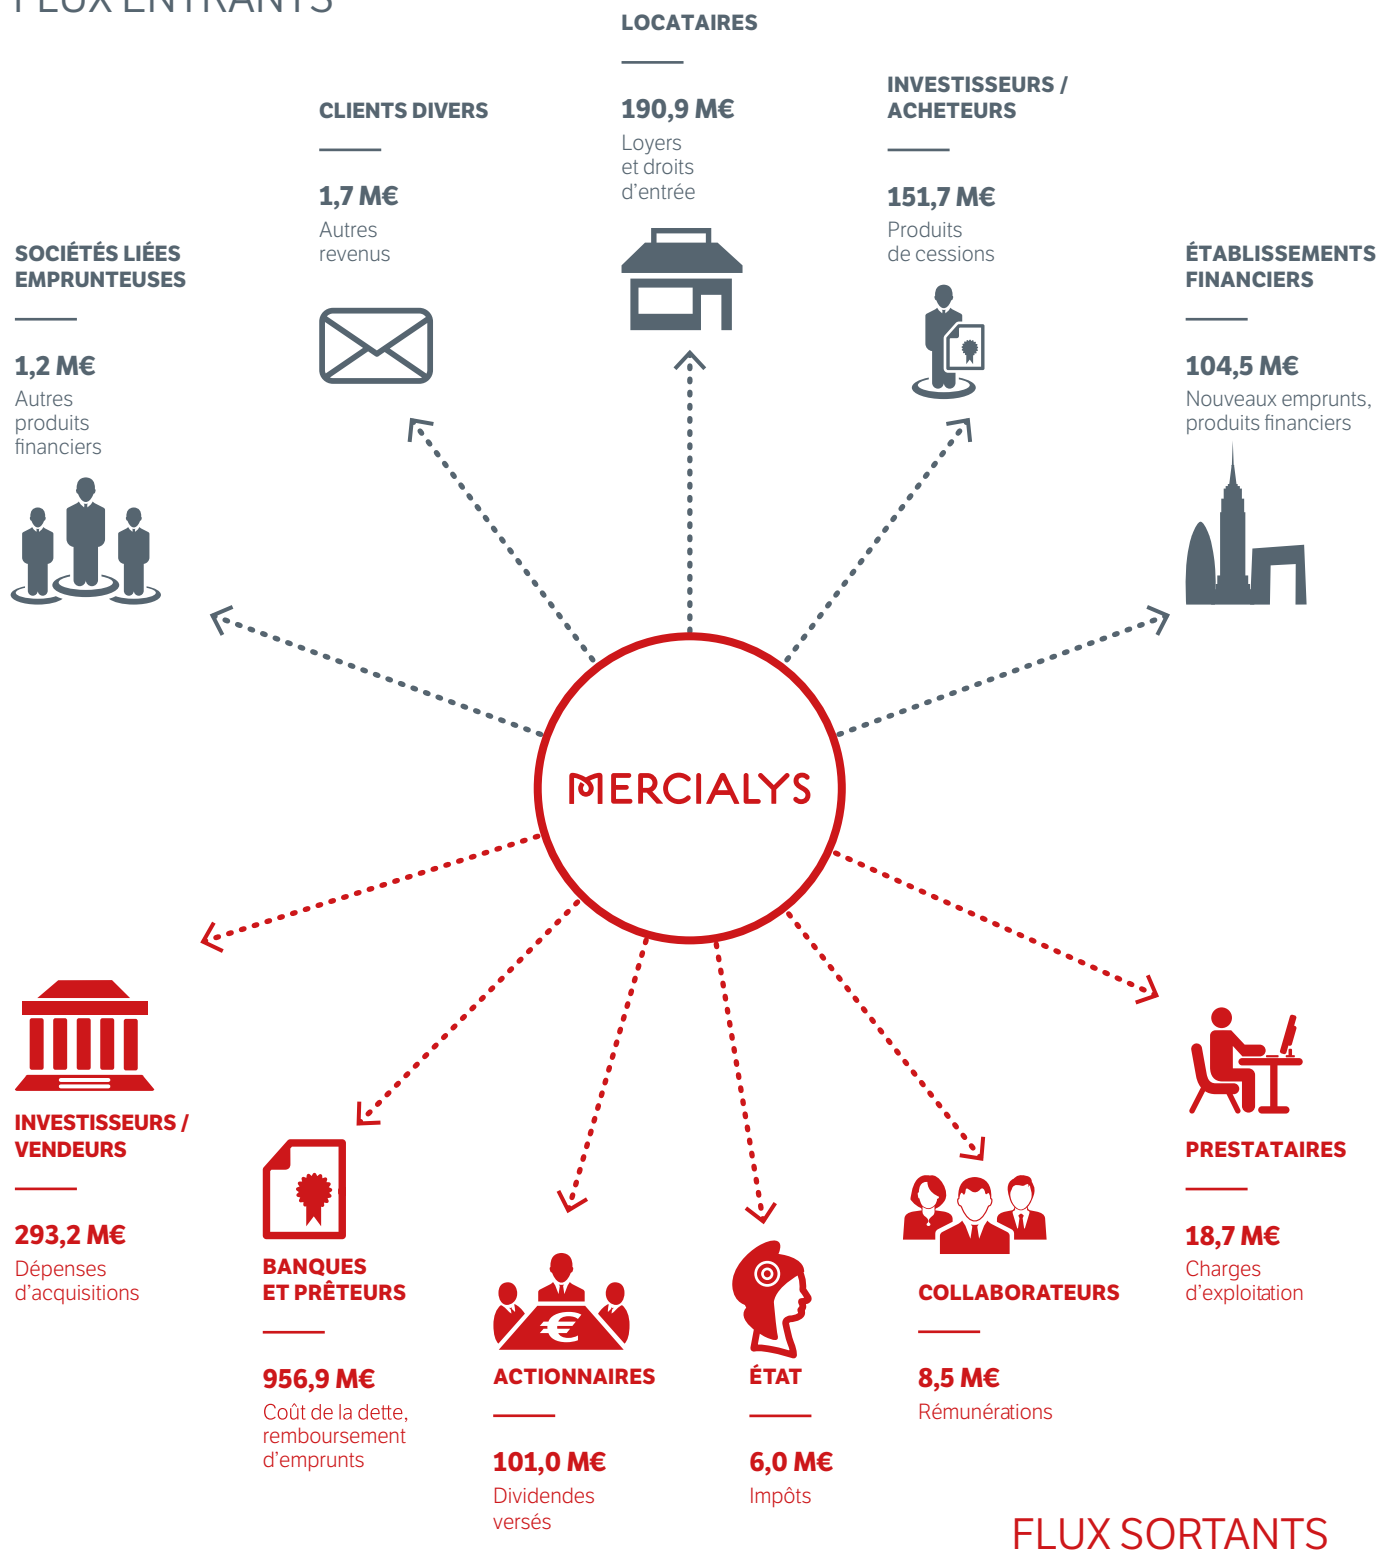 FLUX ENTRANTS
LOCATAIRES
190,9 M€
Loyers
et droits
d'entrée
CLIENTS DIVERS
1,7 M€
Autres
revenus
INVESTISSEURS /
ACHETEURS
151,7 M€
Produits
de cessions
SOCIÉTÉS LIÉES
EMPRUNTEUSES
1,2 M€
Autres
produits
financiers
ÉTABLISSEMENTS
FINANCIERS
104,5 M€
Nouveaux emprunts,
produits financiers
MERCIALYS
INVESTISSEURS /
VENDEURS
293,2 M€
Dépenses
d'acquisitions
BANQUES
ET PRÊTEURS
956,9 M€
Coût de la dette,
remboursement
d'emprunts
€
ACTIONNAIRES
101,0 M€
Dividendes
versés
ÉTAT
6,0 M€
Impôts
COLLABORATEURS
8,5 M€
Rémunérations
PRESTATAIRES
18,7 M€
Charges
d'exploitation
FLUX SORTANTS